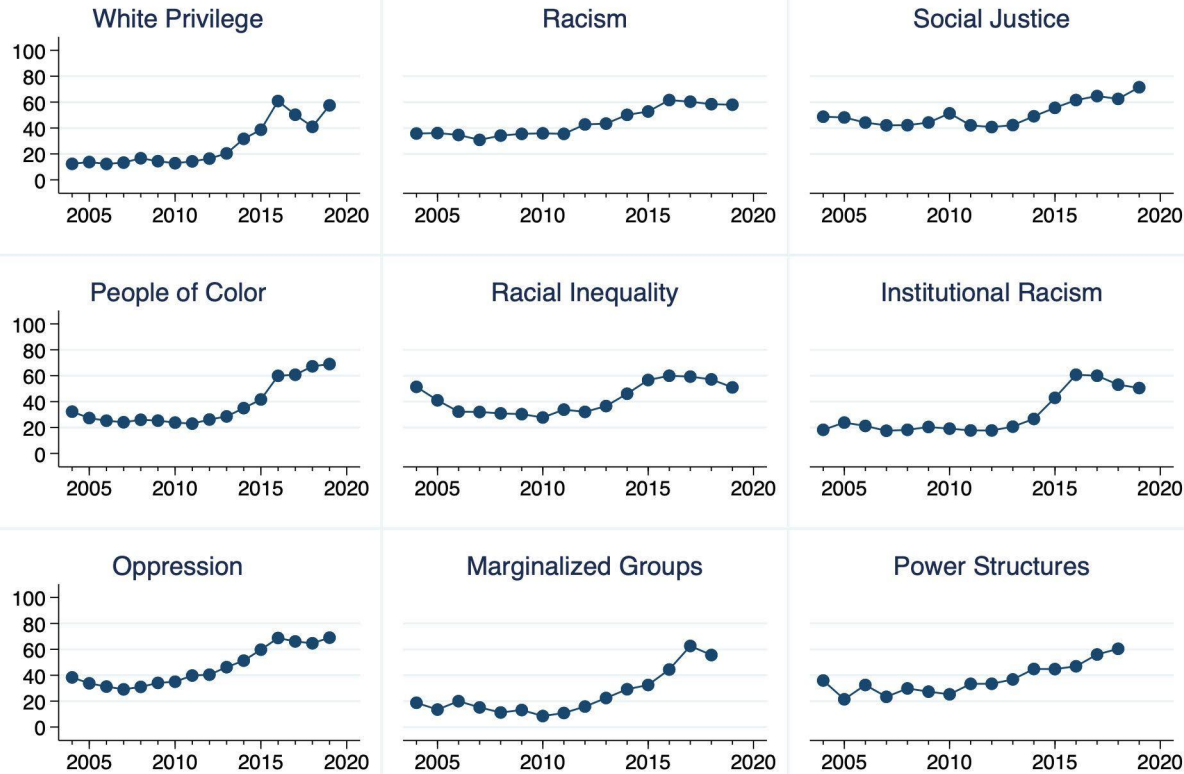 White Privilege
Racism
Social Justice
100
80
60
40
20
0
2005 2010 2015 2020
2005 2010 2015 2020
2005 2010 2015 2020
People of Color
Racial Inequality
Institutional Racism
100
80
60
40
20
0
2005 2010 2015 2020
2005 2010 2015 2020
2005 2010 2015 2020
Oppression
Marginalized Groups
Power Structures
100
80
60
40
20
0
2005 2010 2015 2020
2005 2010 2015 2020
2005 2010 2015 2020